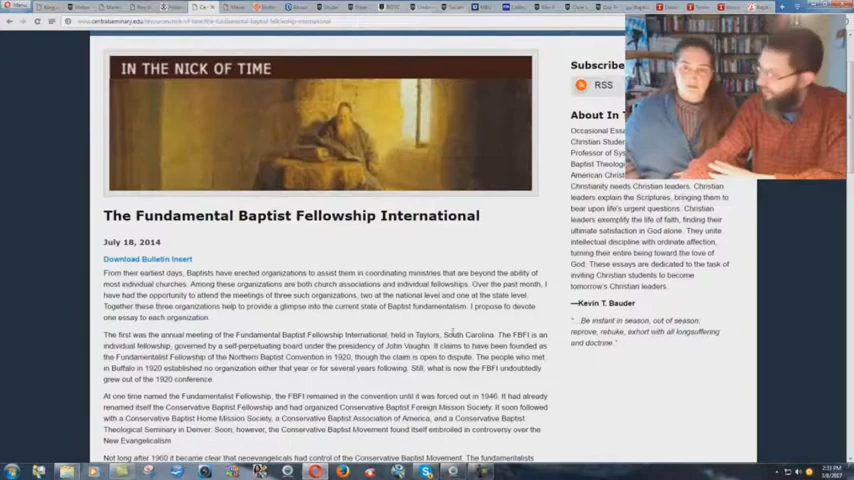 www.centralseminary.edu/resources/nick-of-time/the-fundamental-baptist-fellowship-international
IN THE NICK OF TIME
Subscribe
RSS
The Fundamental Baptist Fellowship International
July 18, 2014
Download Bulletin Insert
From their earliest days, Baptists have erected organizations to assist them in coordinating ministries that are beyond the ability of
most individual churches. Among these organizations are both church associations and individual fellowships. Over the past month, I
have had the opportunity to attend the meetings of three such organizations, two at the national level and one at the state level.
Together these three organizations help to provide a glimpse into the current state of Baptist fundamentalism. I propose to devote
one essay to each organization.
The first was the annual meeting of the Fundamental Baptist Fellowship International, held in Taylors, South Carolina. The FBFI is an
individual fellowship, governed by a self-perpetuating board under the presidency of John Vaughn. It claims to have been founded as
the Fundamentalist Fellowship of the Northern Baptist Convention in 1920, though the claim is open to dispute. The people who met
in Buffalo in 1920 established no organization either that year or for several years following. Still, what is now the FBFI undoubtedly
grew out of the 1920 conference.
At one time named the Fundamentalist Fellowship, the FBFI remained in the convention until it was forced out in 1946. It had already
renamed itself the Conservative Baptist Fellowship and had organized Conservative Baptist Foreign Mission Society. It soon followed
with a Conservative Baptist Home Mission Society, a Conservative Baptist Association of America, and Conservative Baptist
Theological Seminary in Denver. Soon, however, the Conservative Baptist Movement found itself embroiled in controversy over the
New Evangelicalism
Not long after 1960 it became clear that neoevangelicals had control of the Conservative Baptist Movement. The fundamentalists
About In T
Occasional Essa
Christian Student
Professor of Sys
Baptist Theologi
American Christ
Christianity needs Christian leaders. Christian
leaders explain the Scriptures, bringing them to
bear upon life's urgent questions. Christian
leaders exemplify the life of faith, finding their
ultimate satisfaction in God alone. They unite
intellectual discipline with ordinate affection,
turning their entire being toward the love of
God. These essays are dedicated to the task of
inviting Christian students to become
tomorrow's Christian leaders.
—Kevin T. Bauder
“…Be instant in season, out of season;
reprove, rebuke, exhort with all longsuffering
and doctrine.”
2:33 PM